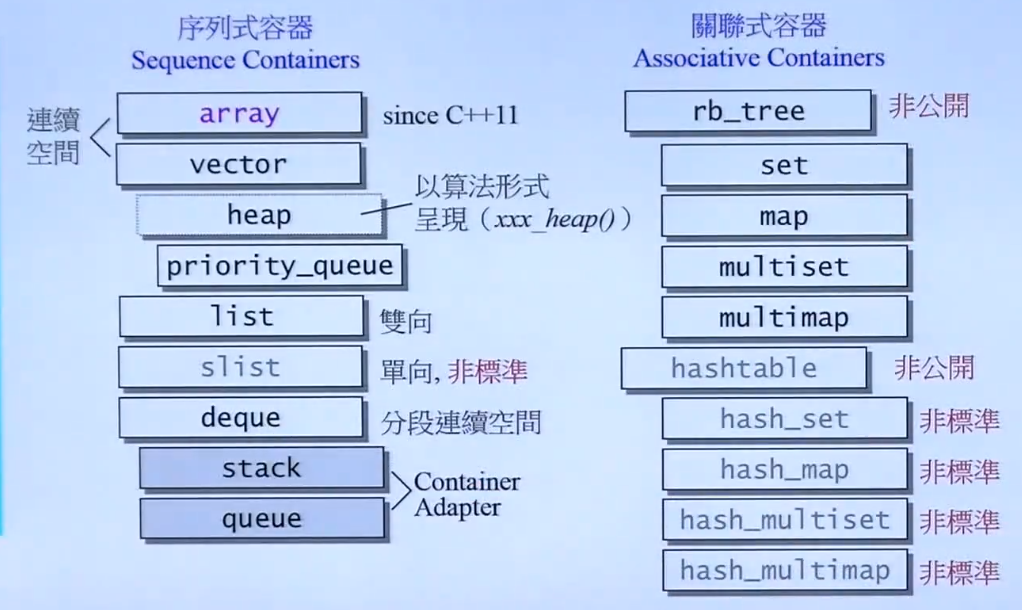 序列式容器
Sequence Containers
連續
空間
array
since C++11
vector
heap
以算法形式
呈現（xxx_heap()）
priority_queue
list
雙向
slist
單向, 非標準
deque
分段連續空間
stack
queue
Container
Adapter
關聯式容器
Associative Containers
rb_tree
非公開
set
map
multiset
multimap
hashtable
非公開
hash_set
非標準
hash_map
非標準
hash_multiset
非標準
hash_multimap
非標準